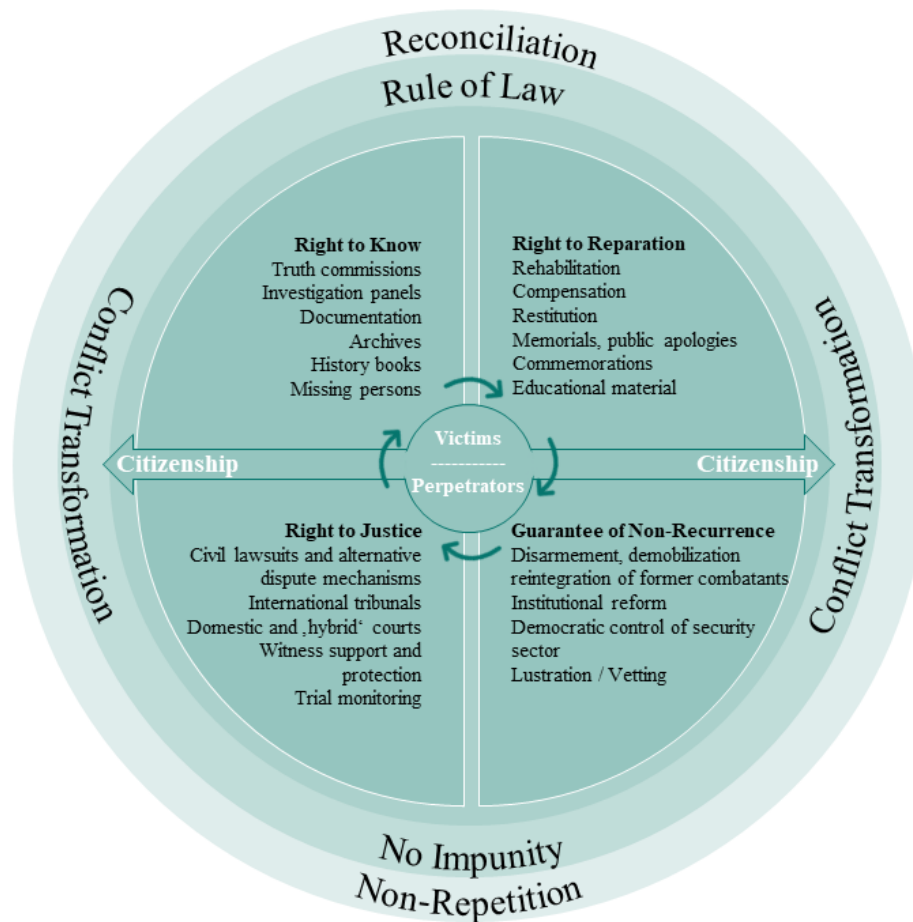 Reconciliation
Rule of Law
Conflict Transformation
Conflict Transformation
Right to Know
Truth commissions
Investigation panels
Documentation
Archives
History books
Missing persons
Right to Reparation
Rehabilitation
Compensation
Restitution
Memorials, public apologies
Commemorations
Educational material
Victims
-----------
Perpetrators
Citizenship
Citizenship
Right to Justice
Civil lawsuits and alternative
dispute mechanisms
International tribunals
Domestic and ‚hybrid‘ courts
Witness support and
protection
Trial monitoring
Guarantee of Non-Recurrence
Disarmement, demobilization
reintegration of former combatants
Institutional reform
Democratic control of security
sector
Lustration / Vetting
No Impunity
Non-Repetition